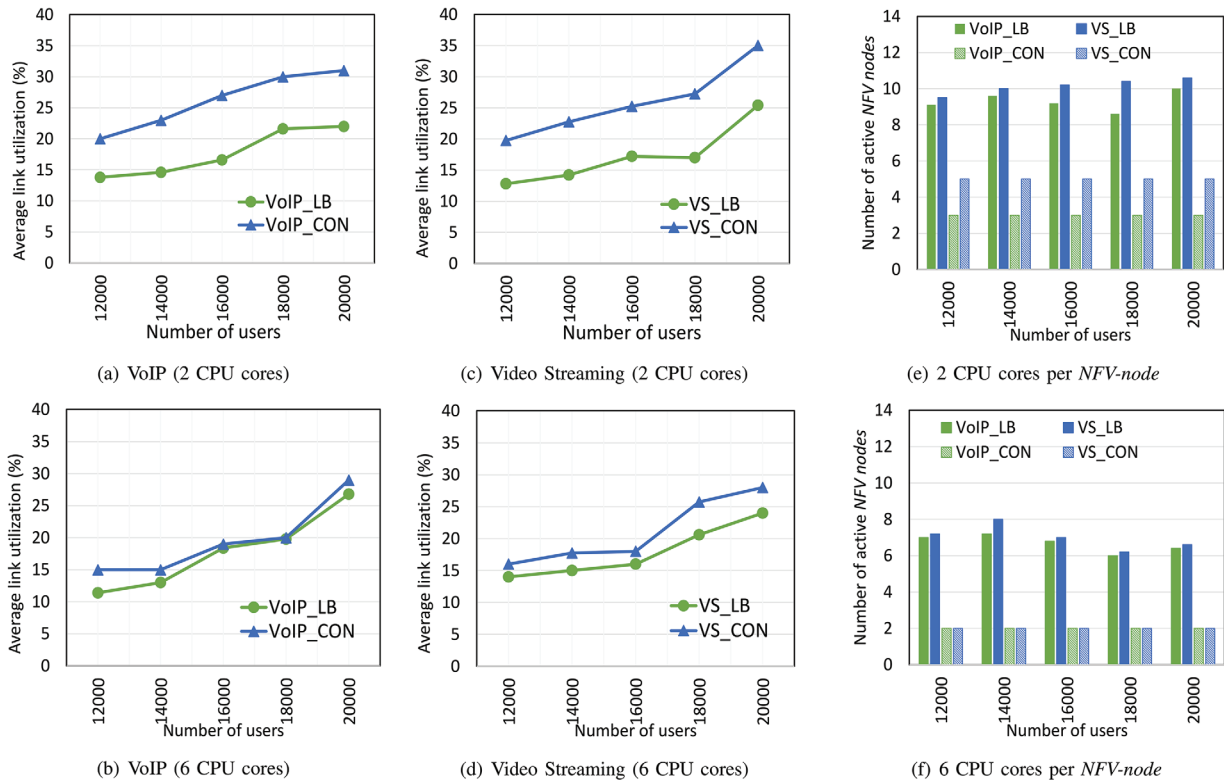 40
35
30
25
20
15
10
5
0
Average link utilization (%)
VoIP_LB
VoIP_CON
12000
14000
16000
18000
20000
Number of users
(a) VoIP (2 CPU cores)
40
35
30
25
20
15
10
5
0
Average link utilization (%)
VS_LB
VS_CON
12000
14000
16000
18000
20000
Number of users
(c) Video Streaming (2 CPU cores)
14
12
10
8
6
4
2
0
Number of active NFV nodes
VoIP_LB
VS_LB
VoIP_CON
VS_CON
12000
14000
16000
18000
20000
Number of users
(e) 2 CPU cores per NFV-node
40
35
30
25
20
15
10
5
0
Average link utilization (%)
VoIP_LB
VoIP_CON
12000
14000
16000
18000
20000
Number of users
(b) VoIP (6 CPU cores)
40
35
30
25
20
15
10
5
0
Average link utilization (%)
VS_LB
VS_CON
12000
14000
16000
18000
20000
Number of users
(d) Video Streaming (6 CPU cores)
14
12
10
8
6
4
2
0
Number of active NFV nodes
VoIP_LB
VS_LB
VoIP_CON
VS_CON
12000
14000
16000
18000
20000
Number of users
(f) 6 CPU cores per NFV-node